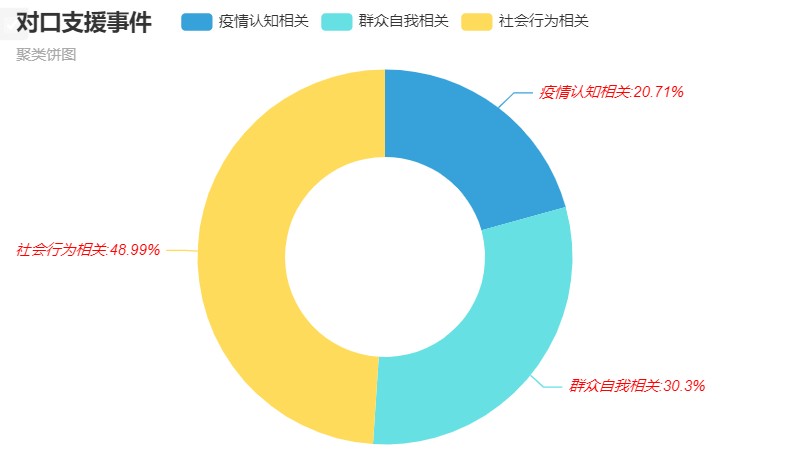 对口支援事件
疫情认知相关
群众自我相关
社会行为相关
聚类饼图
疫情认知相关:20.71%
社会行为相关:48.99%
群众自我相关:30.3%